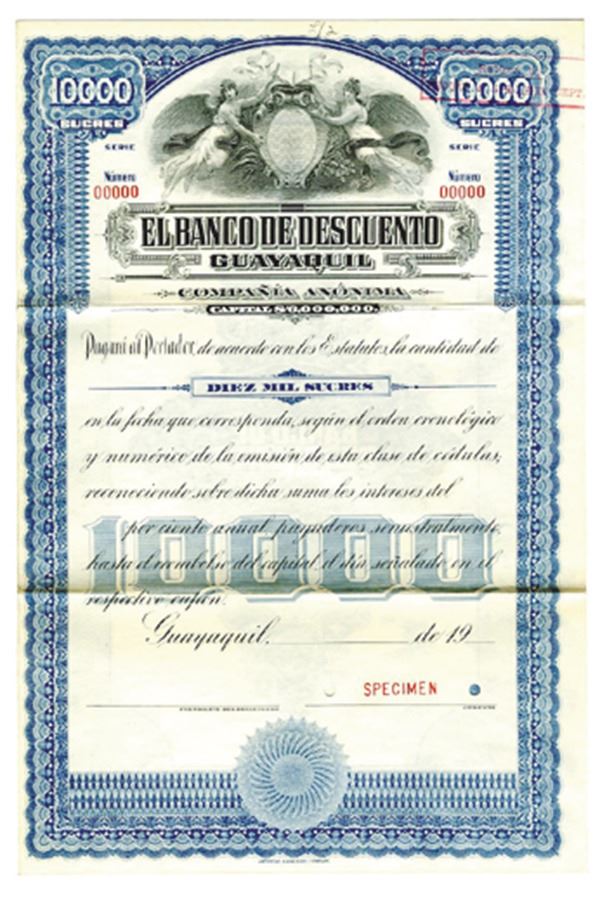 10000 10000
SUCRES SUCRES
SERIE SERIE
Número Número
00000 00000
EL BANCO DE DESCUENTO
GUAYAQUIL
COMPAÑÍA ANÓNIMA
CAPITAL
Pagará al Portador, de acuerdo con los Estatutos, la cantidad de
DIEZ MIL SUCRES
en la fecha que corresponda, según el orden cronológico
y numérico de la emisión de esta clase de cédulas;
reconociendo sobre dicha suma los intereses del
por ciento anual, pagaderos semestralmente,
10000
hasta el reembolso del capital, el día señalado en el
respectivo cupón.
Guayaquil, de 19
SPECIMEN